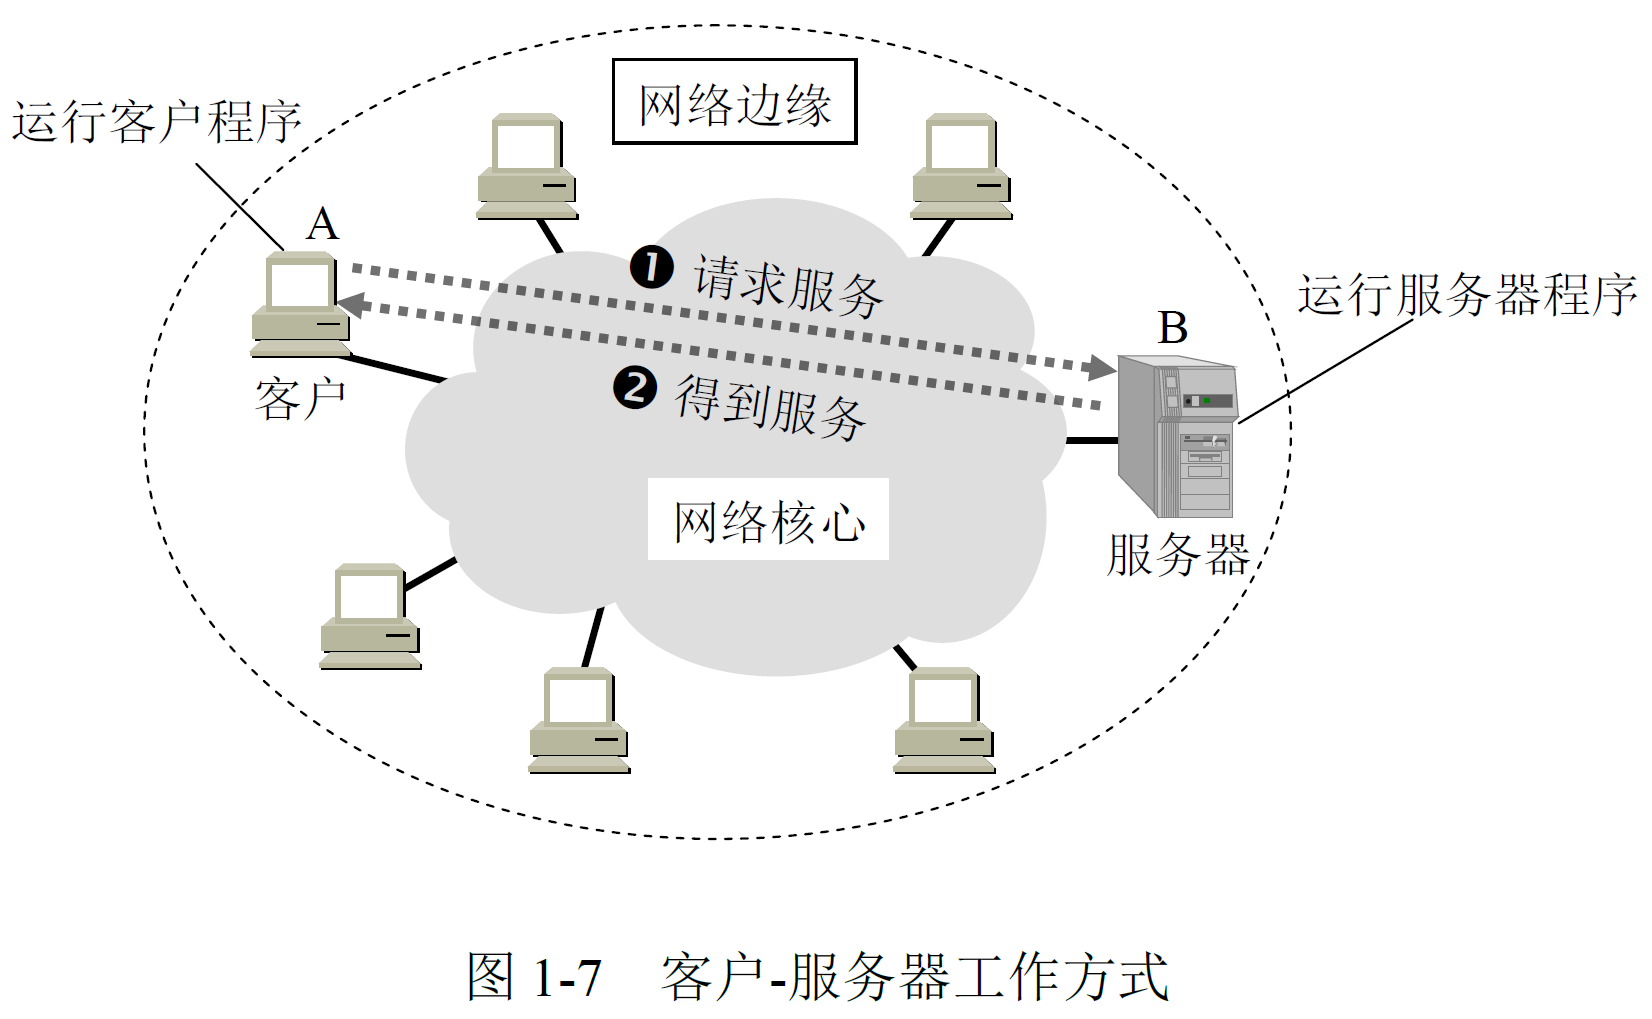 网络边缘
运行客户程序
A
❶ 请求服务
运行服务器程序
B
❷ 得到服务
客户
网络核心
服务器
图 1-7 客户-服务器工作方式